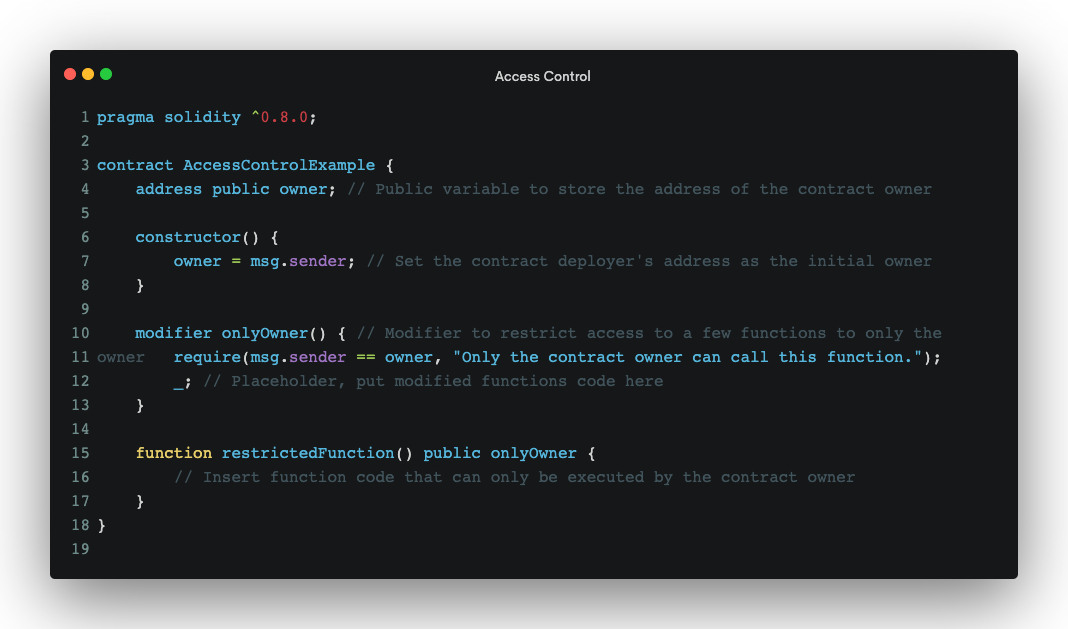 Access Control
1 pragma solidity ^0.8.0;
2
3 contract AccessControlExample {
4     address public owner; // Public variable to store the address of the contract owner
5
6     constructor() {
7         owner = msg.sender; // Set the contract deployer's address as the initial owner
8     }
9
10     modifier onlyOwner() { // Modifier to restrict access to a few functions to only the
11 owner   require(msg.sender == owner, "Only the contract owner can call this function.");
12         _; // Placeholder, put modified functions code here
13     }
14
15     function restrictedFunction() public onlyOwner {
16         // Insert function code that can only be executed by the contract owner
17     }
18 }
19